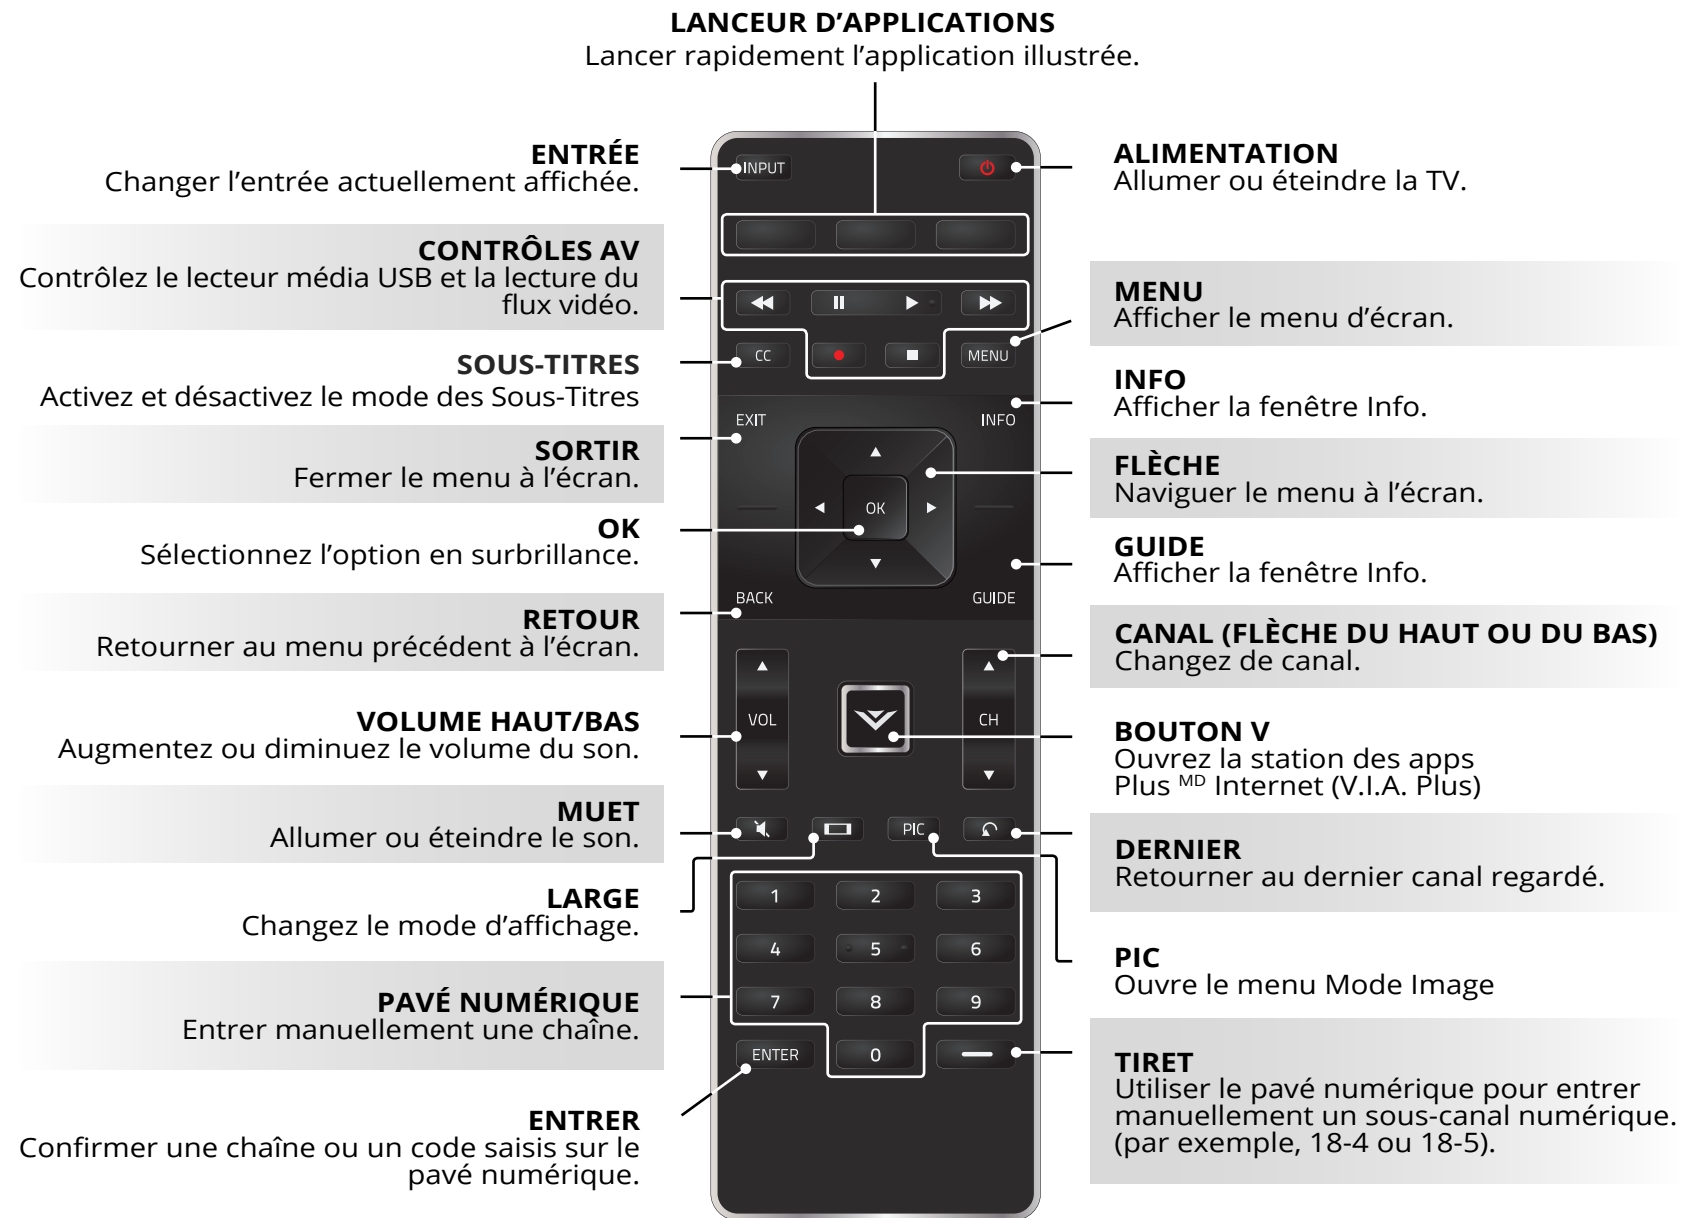 LANCEUR D’APPLICATIONS
Lancer rapidement l’application illustrée.
ENTRÉE
Changer l’entrée actuellement affichée.
CONTRÔLES AV
Contrôlez le lecteur média USB et la lecture du
flux vidéo.
SOUS-TITRES
Activez et désactivez le mode des Sous-Titres
SORTIR
Fermer le menu à l’écran.
OK
Sélectionnez l’option en surbrillance.
RETOUR
Retourner au menu précédent à l’écran.
VOLUME HAUT/BAS
Augmentez ou diminuez le volume du son.
MUET
Allumer ou éteindre le son.
LARGE
Changez le mode d’affichage.
PAVÉ NUMÉRIQUE
Entrer manuellement une chaîne.
ENTRER
Confirmer une chaîne ou un code saisis sur le
pavé numérique.
INPUT
CC
MENU
EXIT
INFO
OK
BACK
GUIDE
VOL
CH
PIC
1 2 3
4 5 6
7 8 9
ENTER 0
ALIMENTATION
Allumer ou éteindre la TV.
MENU
Afficher le menu d’écran.
INFO
Afficher la fenêtre Info.
FLÈCHE
Naviguer le menu à l’écran.
GUIDE
Afficher la fenêtre Info.
CANAL (FLÈCHE DU HAUT OU DU BAS)
Changez de canal.
BOUTON V
Ouvrez la station des apps
Plus MD Internet (V.I.A. Plus)
DERNIER
Retourner au dernier canal regardé.
PIC
Ouvre le menu Mode Image
TIRET
Utiliser le pavé numérique pour entrer
manuellement un sous-canal numérique.
(par exemple, 18-4 ou 18-5).